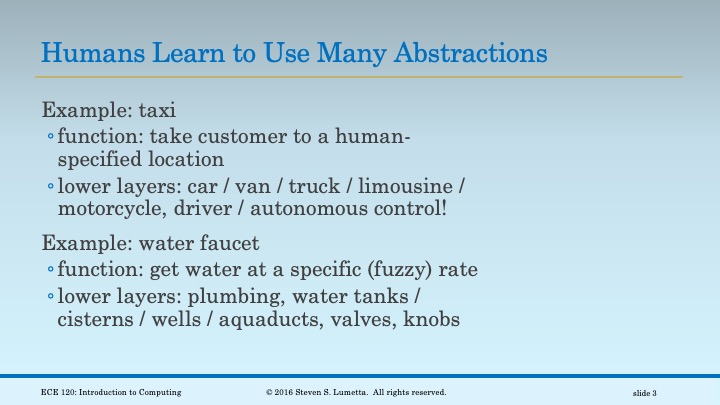 Humans Learn to Use Many Abstractions
Example: taxi
◦function: take customer to a human-
specified location
◦lower layers: car / van / truck / limousine /
motorcycle, driver / autonomous control!
Example: water faucet
◦function: get water at a specific (fuzzy) rate
◦lower layers: plumbing, water tanks /
cisterns / wells / aquaducts, valves, knobs
ECE 120: Introduction to Computing
© 2016 Steven S. Lumetta. All rights reserved.
slide 3